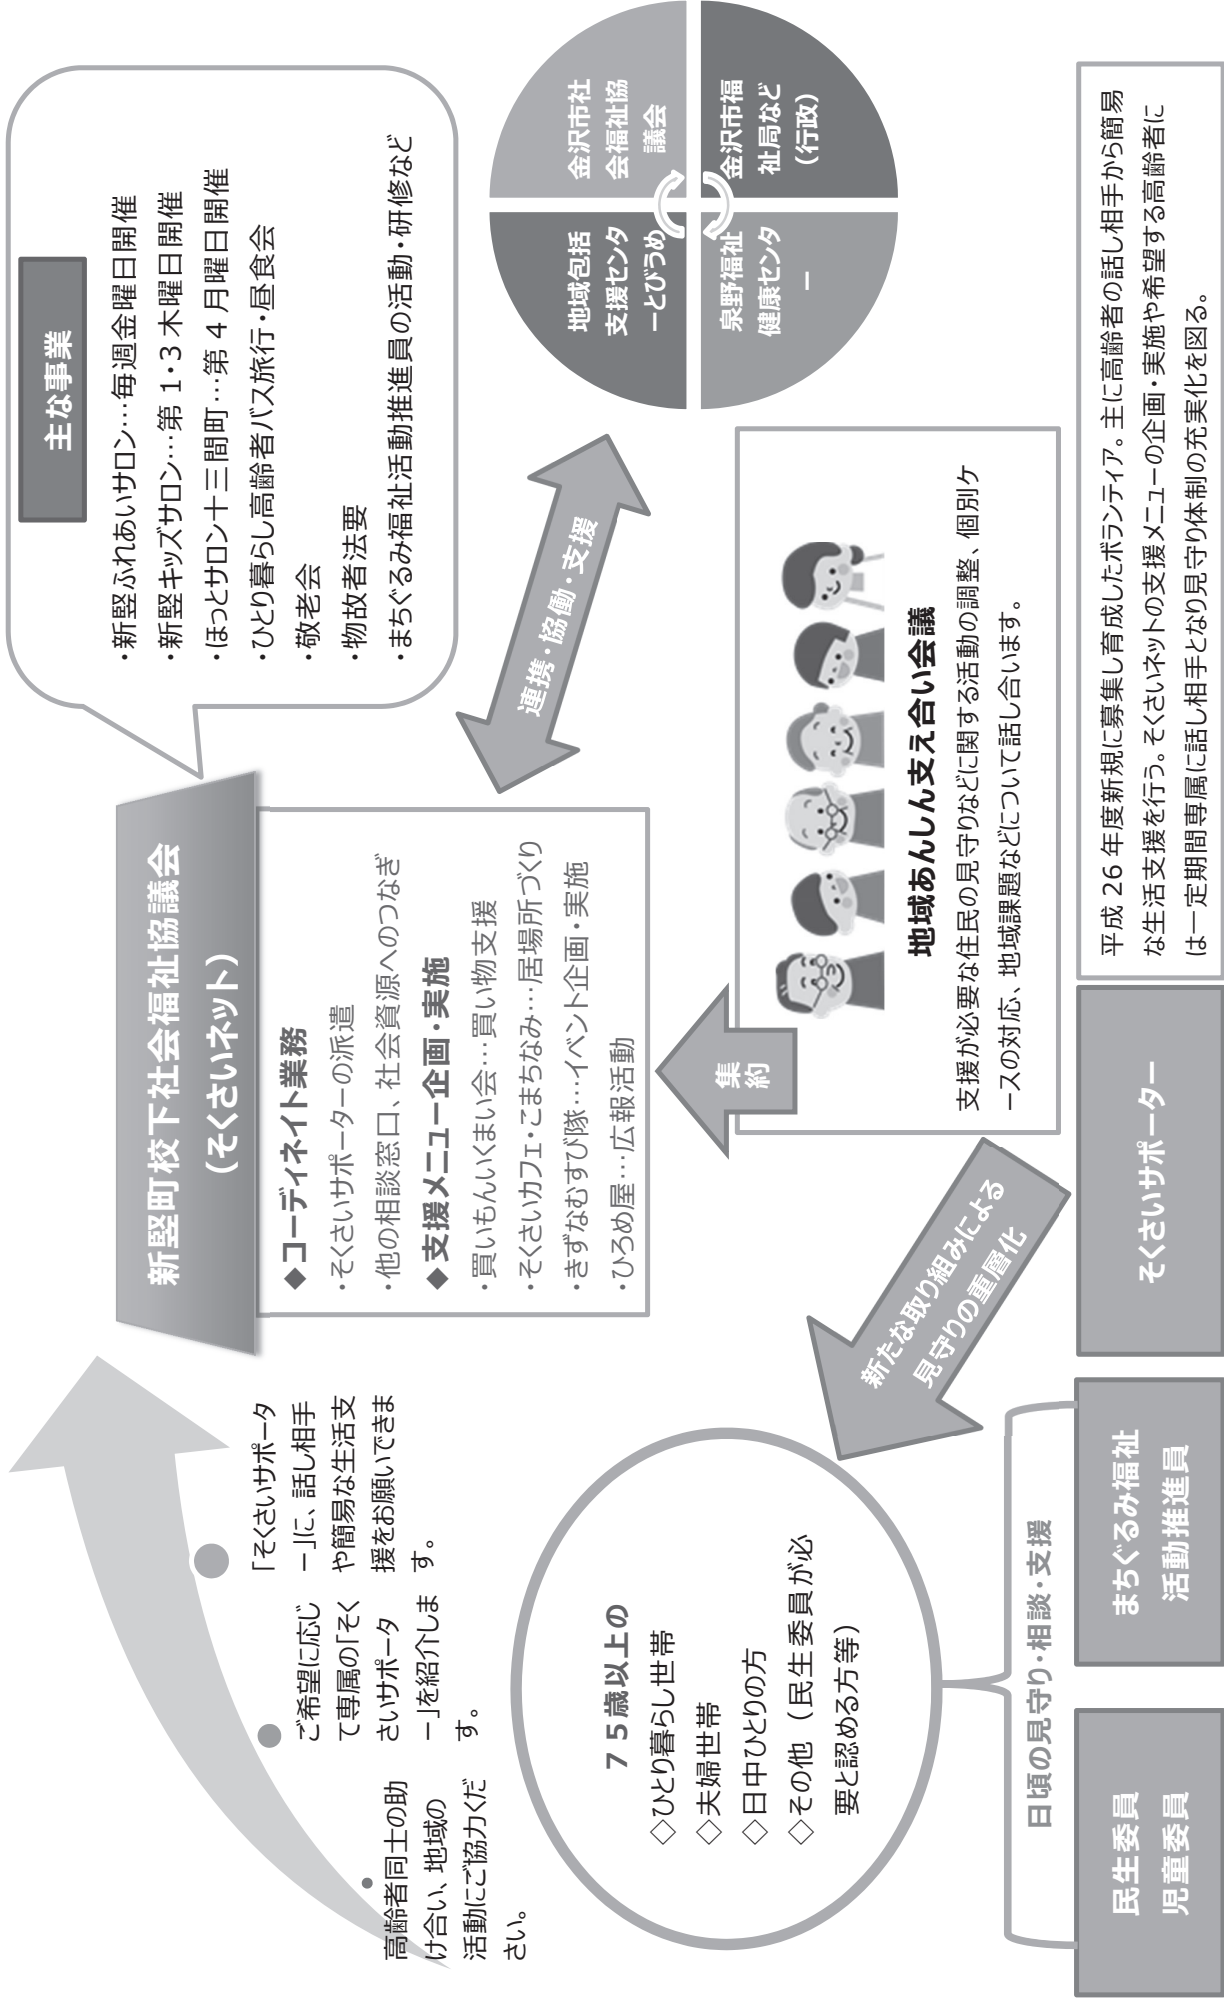 新竪町校下社会福祉協議会
(そくさいネット)
◆コーディネイト業務
・そくさいサポーターの派遣
・他の相談窓口、社会資源へのつなぎ
◆支援メニュー企画・実施
・買いもんいくまい会…買い物支援
・そくさいカフェ・こまちなみ…居場所づくり
・きずなむすび隊…イベント企画・実施
・ひろめ屋…広報活動
主な事業
・新竪ふれあいサロン…毎週金曜日開催
・新竪キッズサロン…第 1・3 木曜日開催
・ほっとサロン十三間町…第 4 月曜日開催
・ひとり暮らし高齢者バス旅行・昼食会
・敬老会
・物故者法要
・まちぐるみ福祉活動推進員の活動・研修など
高齢者同士の助
け合い、地域の
活動にご協力くだ
さい。
ご希望に応じ
て専属の「そく
さいサポータ
ー」を紹介しま
す。
「そくさいサポータ
ー」に、話し相手
や簡易な生活支
援をお願いできま
す。
連携・協働・支援
地域包括
支援センタ
ーとびうめ
金沢市社
会福祉協
議会
泉野福祉
健康センタ
ー
金沢市福
祉局など
(行政)
集約
地域あんしん支え合い会議
支援が必要な住民の見守りなどに関する活動の調整、個別ケ
ースの対応、地域課題などについて話し合います。
新たな取り組みによる
見守りの重層化
７５歳以上の
◇ひとり暮らし世帯
◇夫婦世帯
◇日中ひとりの方
◇その他（民生委員が必
要と認める方等）
日頃の見守り・相談・支援
民生委員
児童委員
まちぐるみ福祉
活動推進員
そくさいサポーター
平成 26 年度新規に募集し育成したボランティア。主に高齢者の話し相手から簡易
な生活支援を行う。そくさいネットの支援メニューの企画・実施や希望する高齢者に
は一定期間専属に話し相手となり見守り体制の充実化を図る。